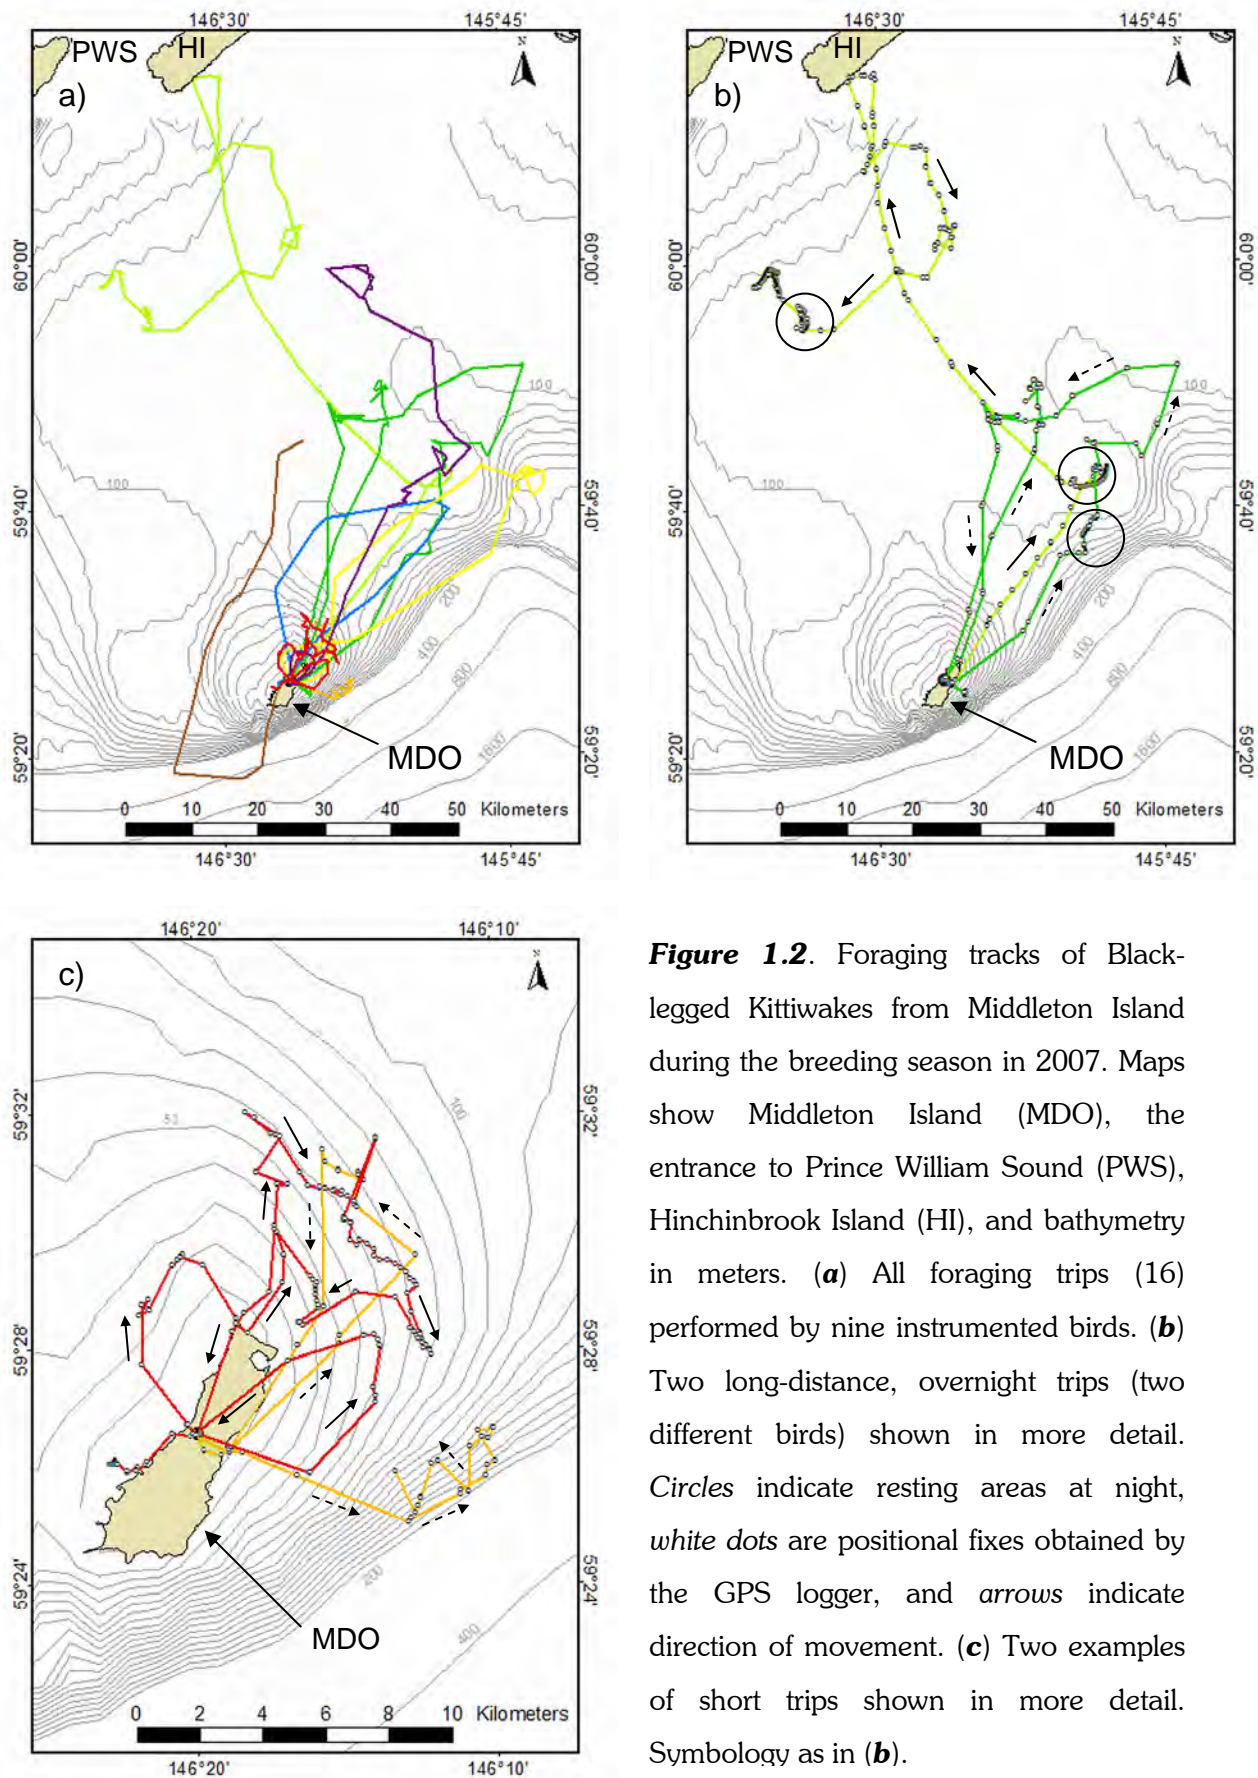 146°30'
145°45'
PWS
HI
N
a)
100
100
200
400
800
1600
60°00'
59°40'
59°20'
59°20'
MDO
0 10 20 30 40 50 Kilometers
146°30'
145°45'
146°30'
145°45'
PWS
HI
N
b)
60°00'
60°00'
100
100
59°40'
59°40'
200
400
800
1600
59°20'
59°20'
MDO
0 10 20 30 40 50 Kilometers
146°30'
145°45'
146°20'
146°10'
c)
N
59°32'
59°32'
100
59°28'
59°28'
59°24'
59°24'
200
400
MDO
0 2 4 6 8 10 Kilometers
146°20'
146°10'
Figure 1.2. Foraging tracks of Black-
legged Kittiwakes from Middleton Island
during the breeding season in 2007. Maps
show Middleton Island (MDO), the
entrance to Prince William Sound (PWS),
Hinchinbrook Island (HI), and bathymetry
in meters. (a) All foraging trips (16)
performed by nine instrumented birds. (b)
Two long-distance, overnight trips (two
different birds) shown in more detail.
Circles indicate resting areas at night,
white dots are positional fixes obtained by
the GPS logger, and arrows indicate
direction of movement. (c) Two examples
of short trips shown in more detail.
Symbology as in (b).